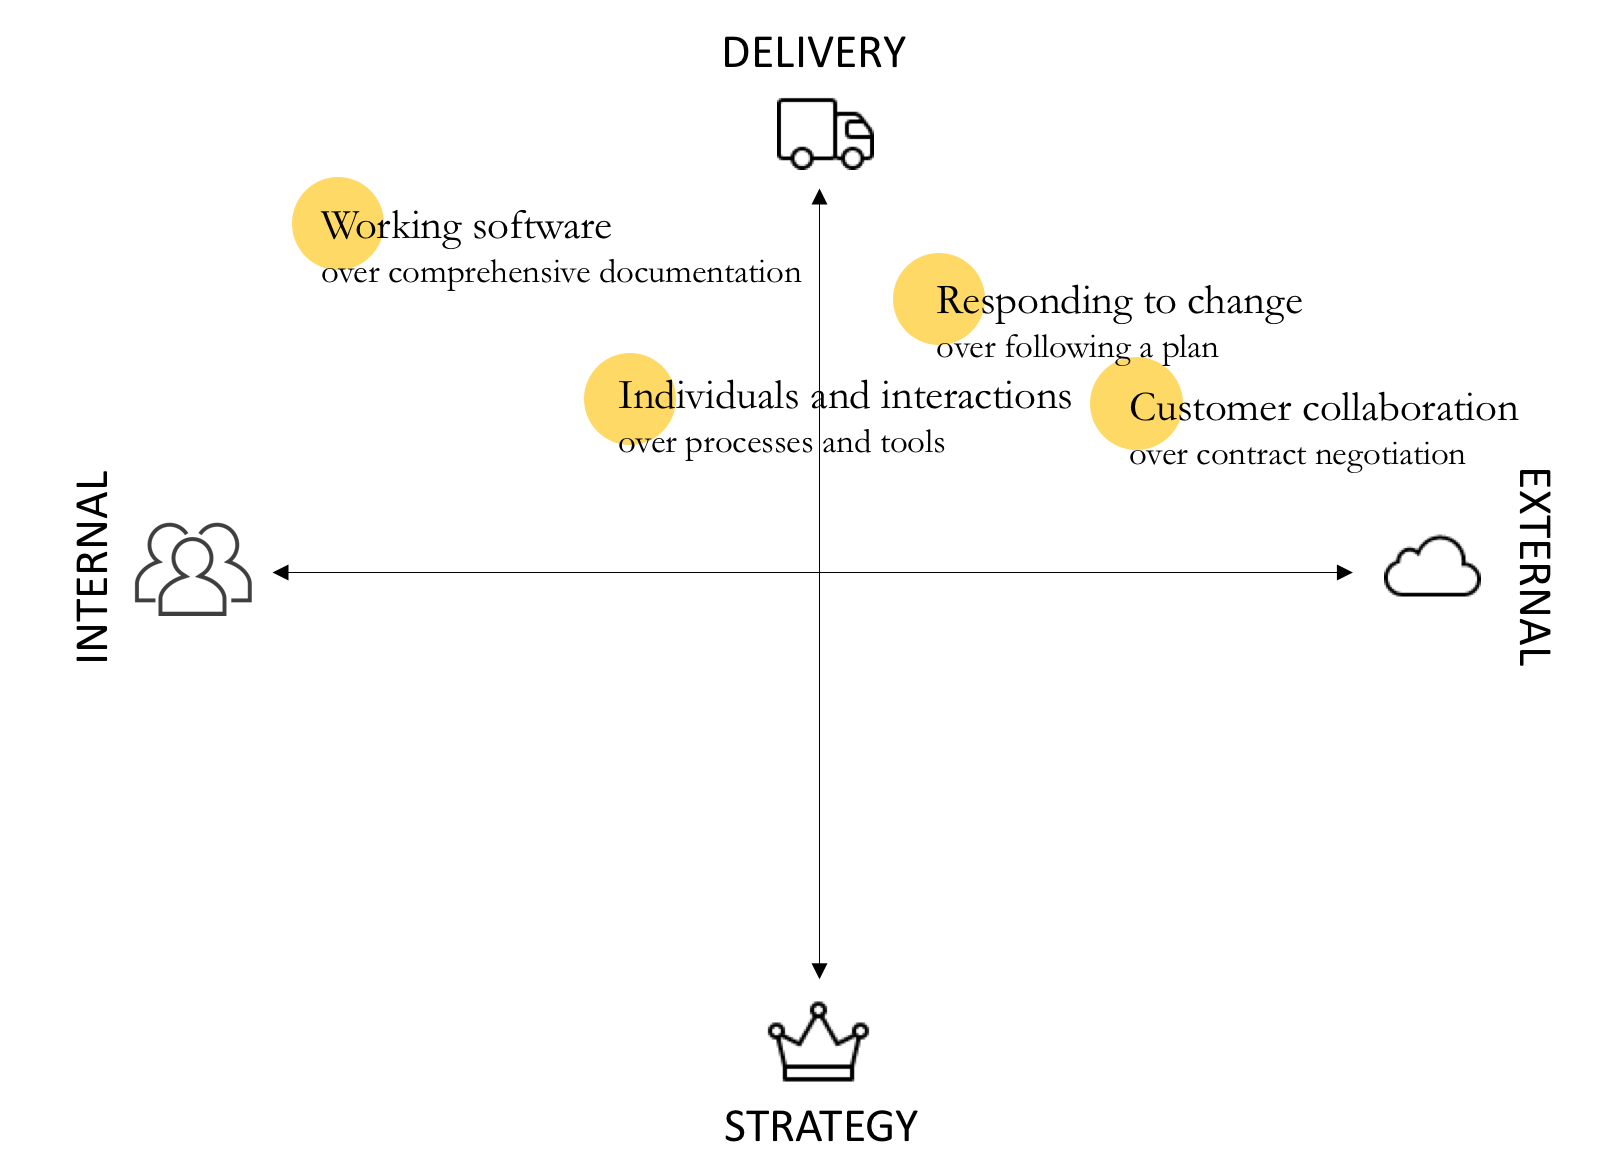 DELIVERY
Working software
over comprehensive documentation
Responding to change
over following a plan
Individuals and interactions
over processes and tools
Customer collaboration
over contract negotiation
INTERNAL
EXTERNAL
STRATEGY